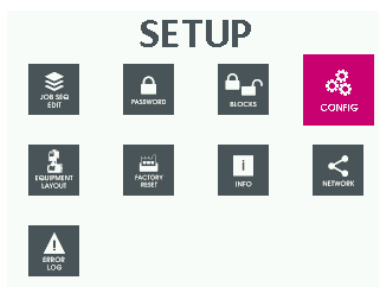 SETUP
JOB SEQ
EDIT
PASSWORD
BLOCKS
CONFIG
EQUIPMENT
LAYOUT
FACTORY
RESET
i
INFO
NETWORK
ERROR
LOG